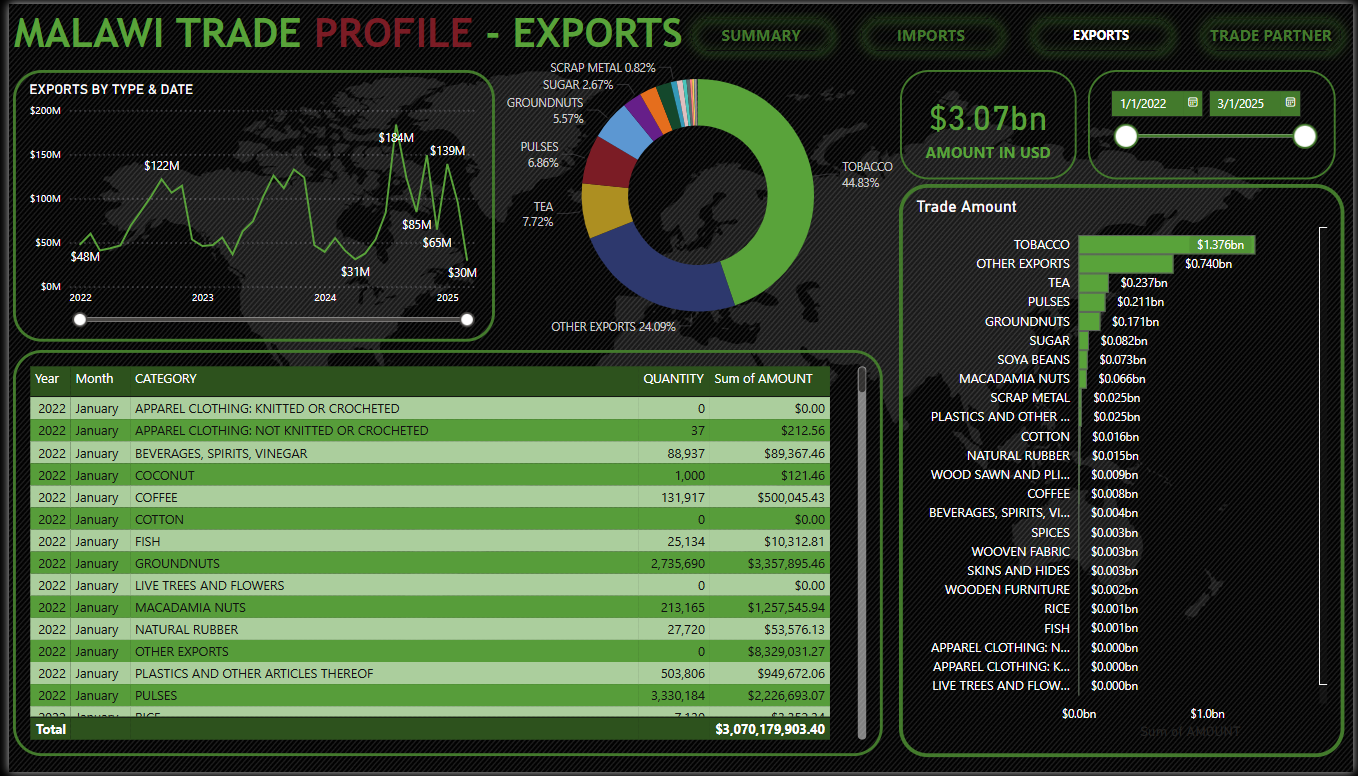 MALAWI TRADE PROFILE - EXPORTS
SUMMARY
IMPORTS
EXPORTS
TRADE PARTNER
EXPORTS BY TYPE & DATE
$200M
$150M
$100M
$50M
$0M
$122M
$184M
$139M
$85M
$65M
$48M
$31M
$30M
2022
2023
2024
2025
SCRAP METAL 0.82%
SUGAR 2.67%
GROUNDNUTS
5.57%
PULSES
6.86%
TEA
7.72%
OTHER EXPORTS 24.09%
TOBACCO
44.83%
$3.07bn
AMOUNT IN USD
1/1/2022
3/1/2025
Year Month CATEGORY QUANTITY Sum of AMOUNT
2022 January APPAREL CLOTHING: KNITTED OR CROCHETED 0 $0.00
2022 January APPAREL CLOTHING: NOT KNITTED OR CROCHETED 37 $212.56
2022 January BEVERAGES, SPIRITS, VINEGAR 88,937 $89,367.46
2022 January COCONUT 1,000 $121.46
2022 January COFFEE 131,917 $500,045.43
2022 January COTTON 0 $0.00
2022 January FISH 25,134 $10,312.81
2022 January GROUNDNUTS 2,735,690 $3,357,895.46
2022 January LIVE TREES AND FLOWERS 0 $0.00
2022 January MACADAMIA NUTS 213,165 $1,257,545.94
2022 January NATURAL RUBBER 27,720 $53,576.13
2022 January OTHER EXPORTS 0 $8,329,031.27
2022 January PLASTICS AND OTHER ARTICLES THEREOF 503,806 $949,672.06
2022 January PULSES 3,330,184 $2,226,693.07
2022 January RICE
Total $3,070,179,903.40
Trade Amount
TOBACCO $1.376bn
OTHER EXPORTS $0.740bn
TEA $0.237bn
PULSES $0.211bn
GROUNDNUTS $0.171bn
SUGAR $0.082bn
SOYA BEANS $0.073bn
MACADAMIA NUTS $0.066bn
SCRAP METAL $0.025bn
PLASTICS AND OTHER ... $0.025bn
COTTON $0.016bn
NATURAL RUBBER $0.015bn
WOOD SAWN AND PLI... $0.009bn
COFFEE $0.008bn
BEVERAGES, SPIRITS, VI... $0.004bn
SPICES $0.003bn
WOOVEN FABRIC $0.003bn
SKINS AND HIDES $0.003bn
WOODEN FURNITURE $0.002bn
RICE $0.001bn
FISH $0.001bn
APPAREL CLOTHING: N... $0.000bn
APPAREL CLOTHING: K... $0.000bn
LIVE TREES AND FLOW... $0.000bn
$0.0bn
$1.0bn
Sum of AMOUNT